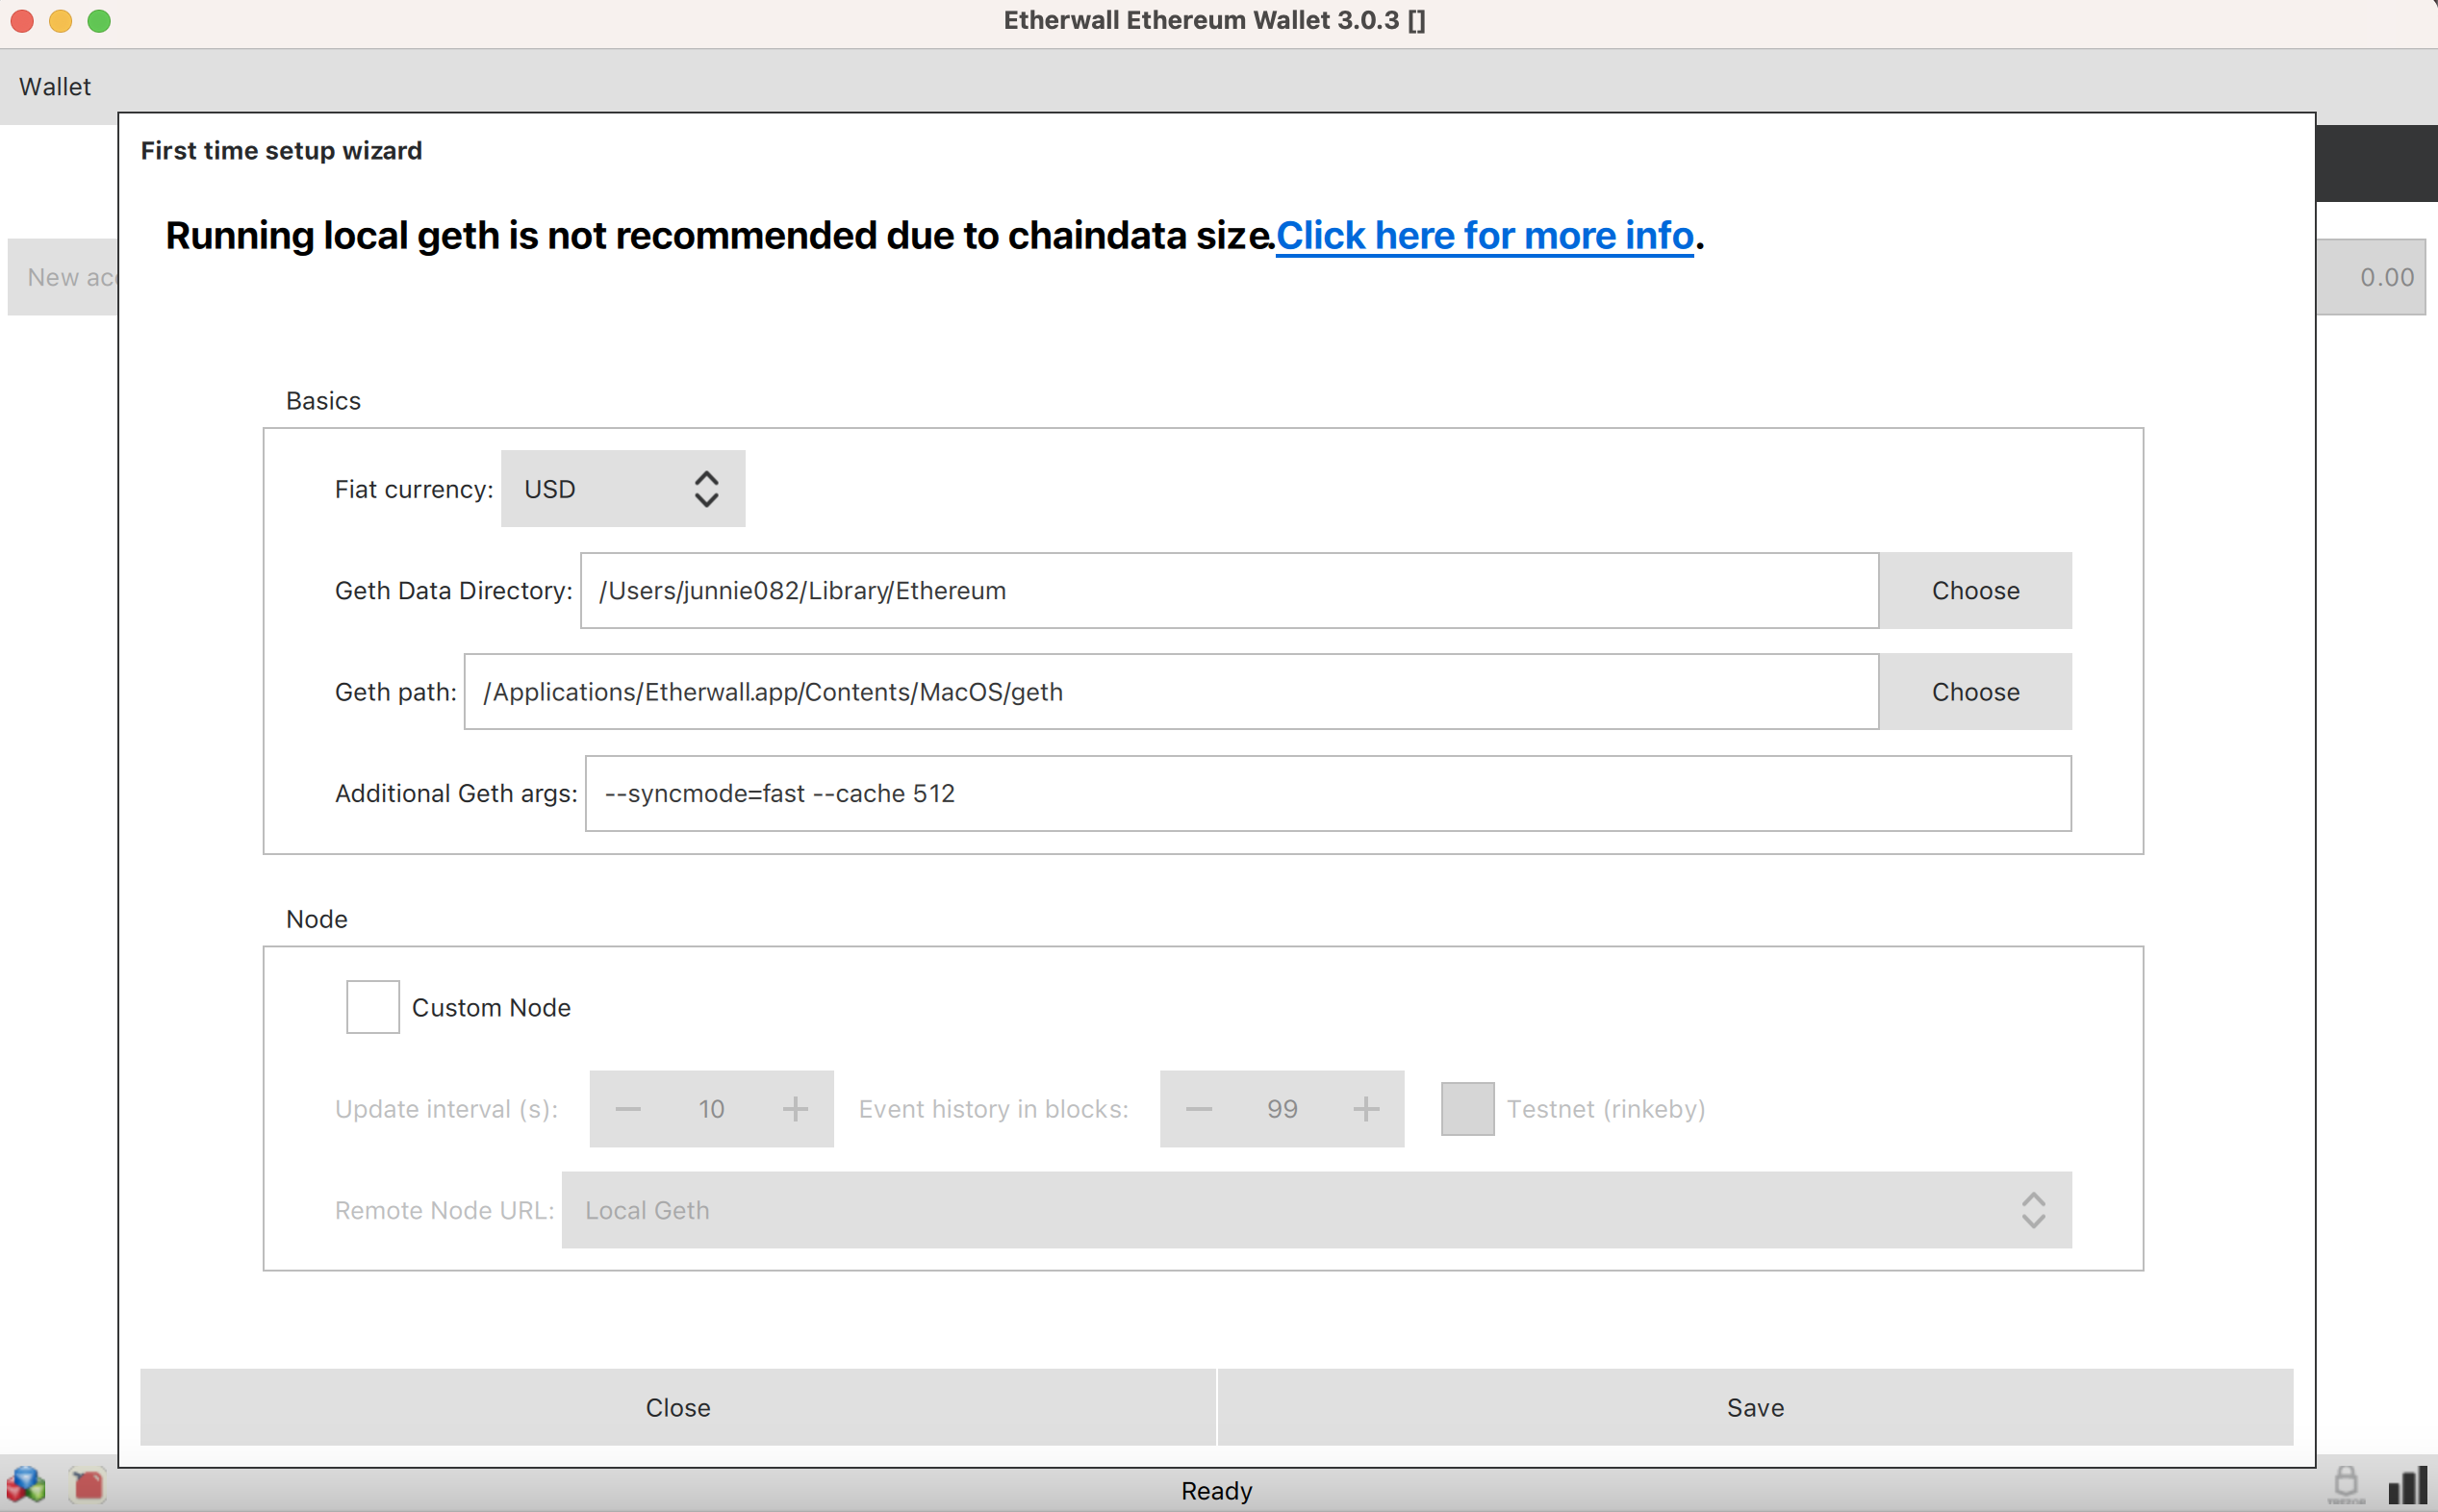 Etherwall Ethereum Wallet 3.0.3 []
Wallet
First time setup wizard
Running local geth is not recommended due to chaindata size.Click here for more info.
New acc
0.00
Basics
Fiat currency: USD
Geth Data Directory: /Users/junnie082/Library/Ethereum Choose
Geth path: /Applications/Etherwall.app/Contents/MacOS/geth Choose
Additional Geth args: --syncmode=fast --cache 512
Node
Custom Node
Update interval (s): 10 Event history in blocks: 99 Testnet (rinkeby)
Remote Node URL: Local Geth
Close Save
Ready
TREZOR